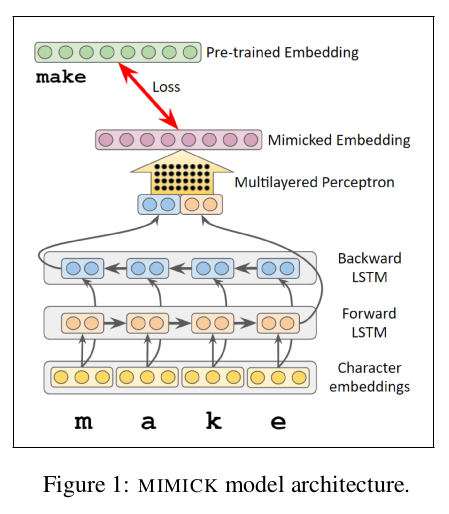 Pre-trained Embedding
make
Loss
Mimicked Embedding
Multilayered Perceptron
Backward
LSTM
Forward
LSTM
Character
embeddings
m a k e
Figure 1: MIMICK model architecture.